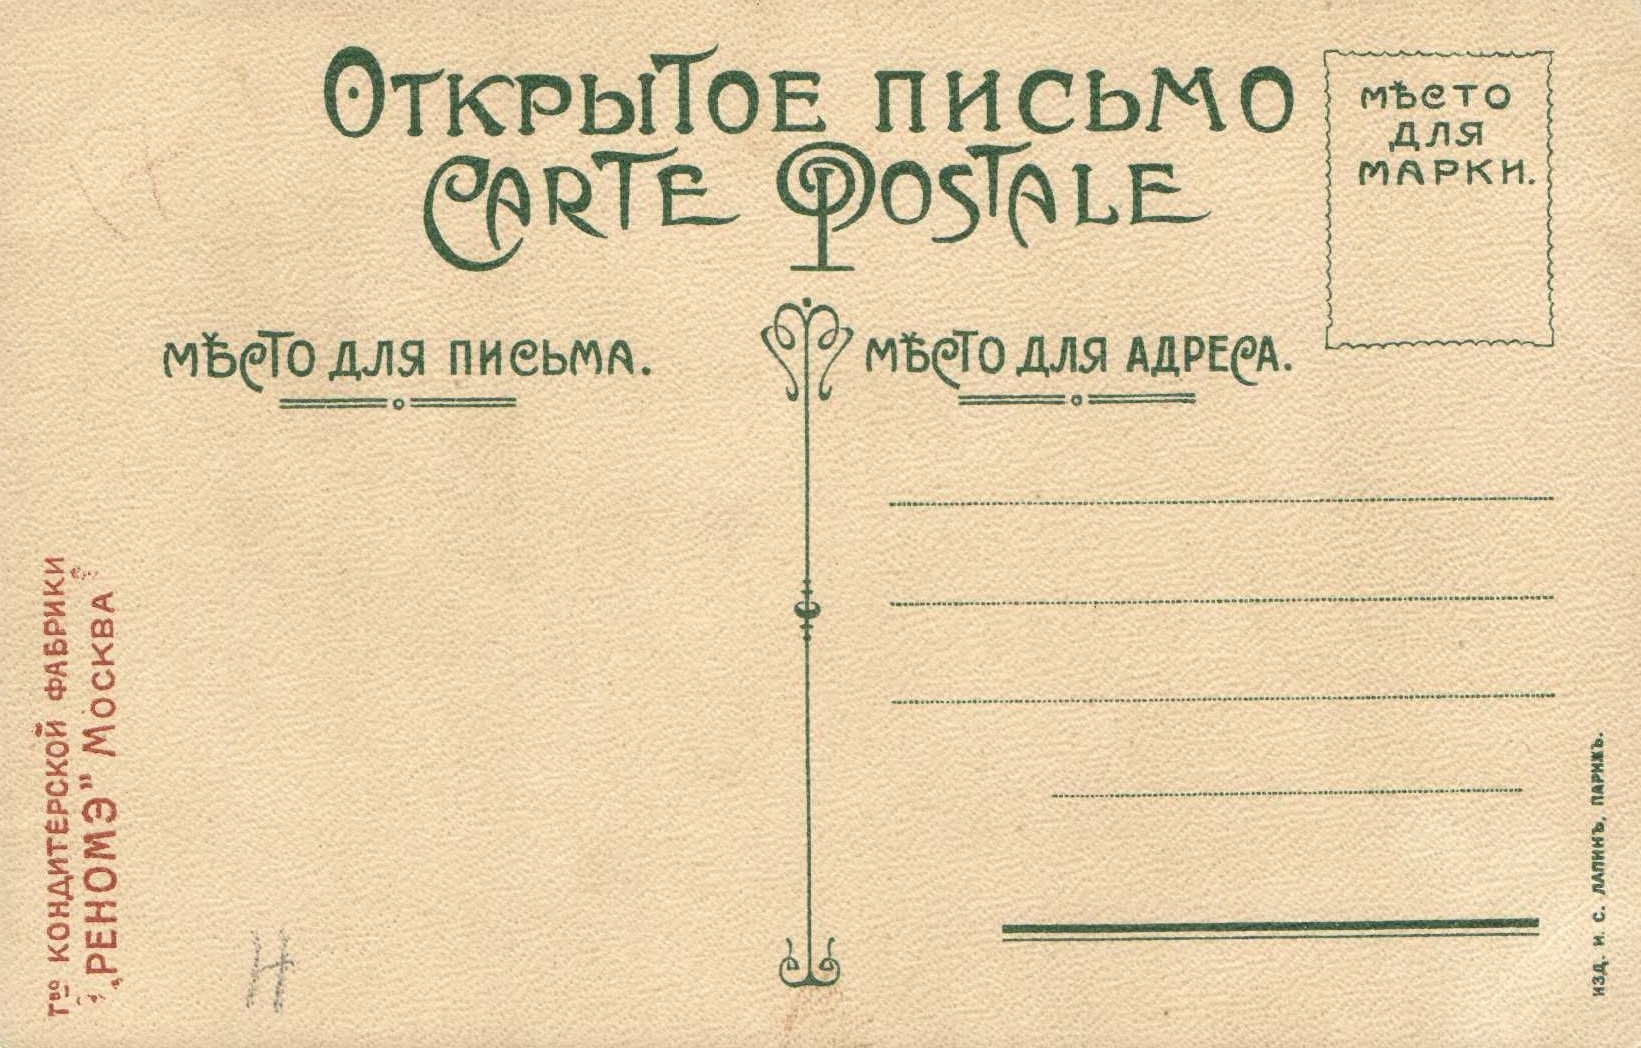 Открытое письмо
Carte Postale
Мѣсто
для
марки.
Мѣсто для письма.
Мѣсто для адреса.
Тво Кондитерской фабрики
„Реномэ" Москва
Н
Изд. И. С. Лапинъ, Парижъ.